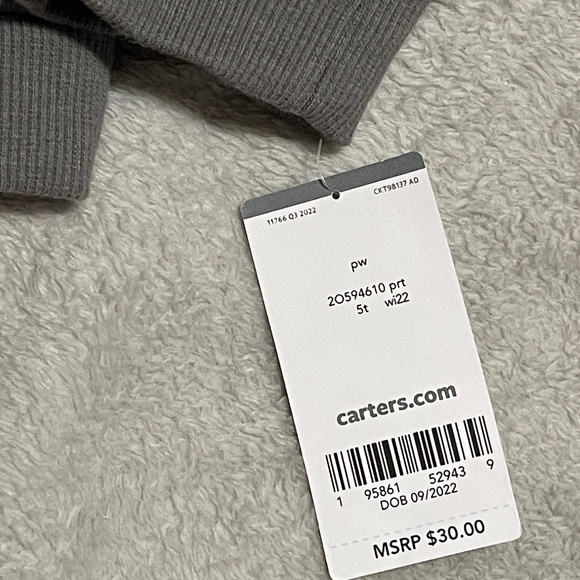 11766 Q3 2022 CKT98137 AD
pw
2O594610 prt
5t wi22
carters.com
1 95861 52943 9
DOB 09/2022
MSRP $30.00